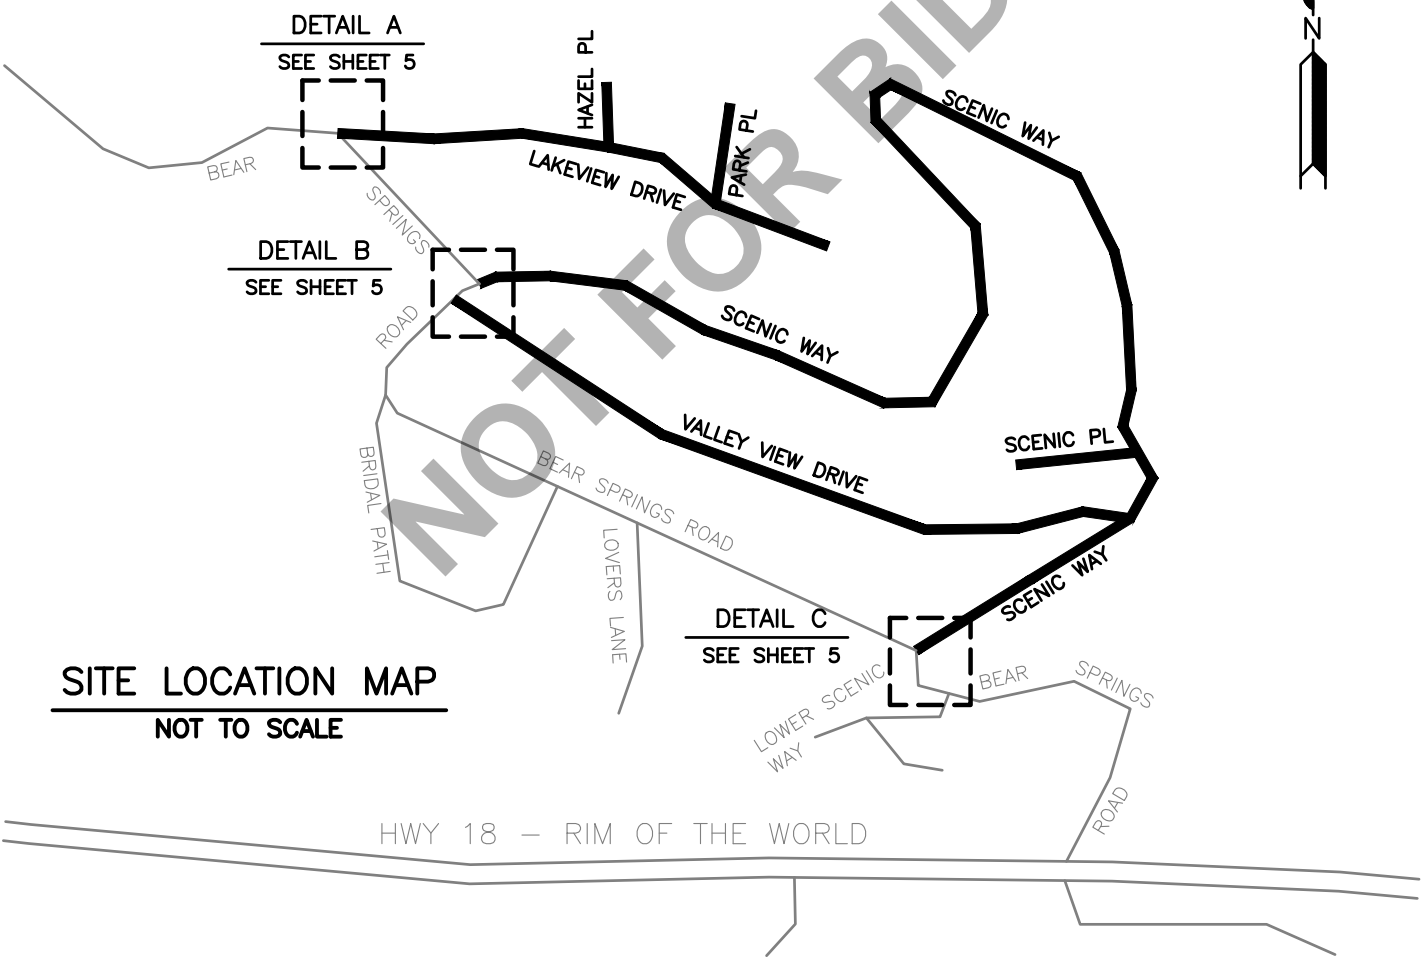 DETAIL A
SEE SHEET 5
HAZEL PL
PARK PL
SCENIC WAY
N
BEAR
SPRINGS
ROAD
LAKEVIEW DRIVE
DETAIL B
SEE SHEET 5
SCENIC WAY
VALLEY VIEW DRIVE
SCENIC PL
BRIDAL PATH
BEAR SPRINGS ROAD
LOVERS LANE
SCENIC WAY
DETAIL C
SEE SHEET 5
LOWER SCENIC
WAY
BEAR
SPRINGS
ROAD
SITE LOCATION MAP
NOT TO SCALE
HWY 18 – RIM OF THE WORLD
NOT FOR BID